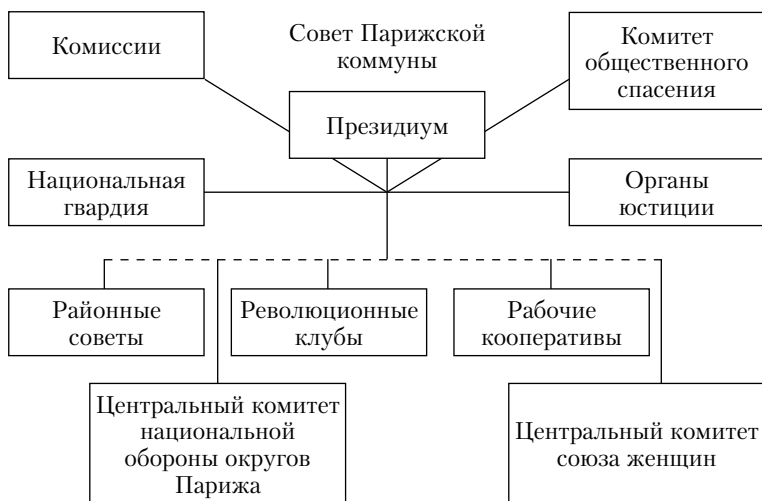 Комиссии
Совет Парижской
коммуны
Комитет
общественного
спасения
Президиум
Национальная
гвардия
Органы
юстиции
Районные
советы
Революционные
клубы
Рабочие
кооперативы
Центральный комитет
национальной
обороны округов
Парижа
Центральный комитет
союза женщин